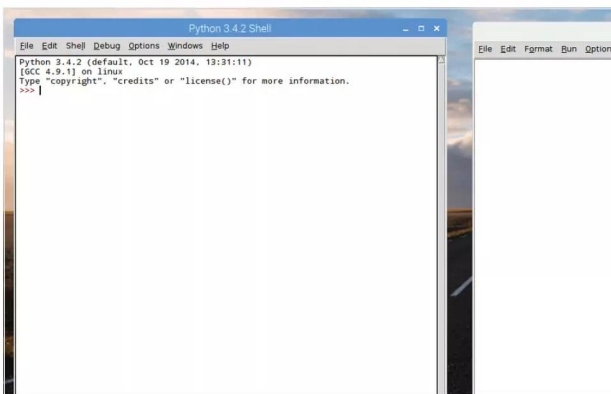 Python 3.4.2 Shell
File Edit Shell Debug Options Windows Help
Python 3.4.2 (default, Oct 19 2014, 13:31:11)
[GCC 4.9.1] on linux
Type "copyright", "credits" or "license()" for more information.
>>>
File Edit Format Run Option